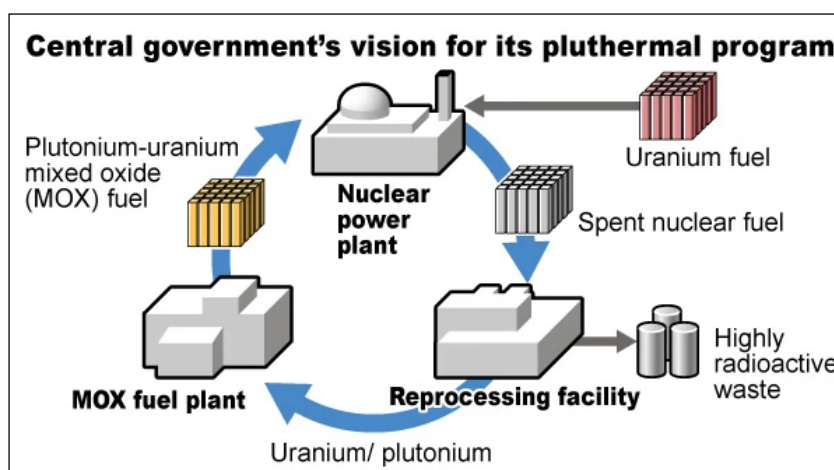 Central government's vision for its pluthermal program
Plutonium-uranium
mixed oxide
(MOX) fuel
Nuclear
power
plant
Uranium fuel
Spent nuclear fuel
MOX fuel plant
Reprocessing facility
Highly
radioactive
waste
Uranium/ plutonium